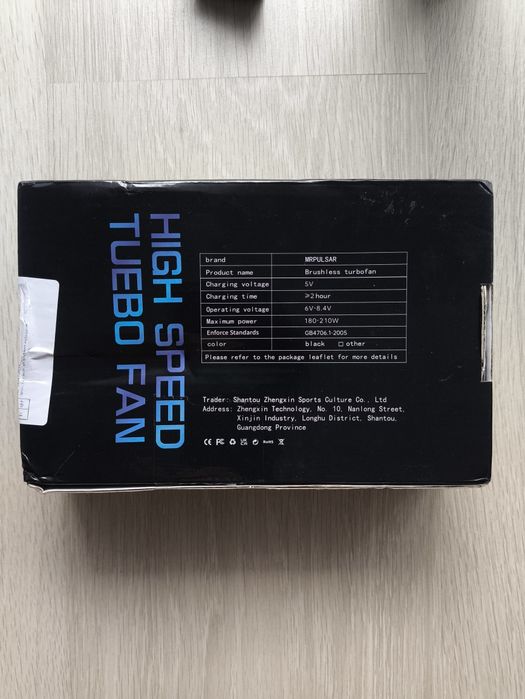 HIGH SPEED
TUEBO FAN
brand MRPULSAR
Product name Brushless turbofan
Charging voltage 5V
Charging time ≥2hour
Operating voltage 6V-8.4V
Maximum power 180-210W
Enforce Standards GB4706.1-2005
color black □ other
Please refer to the package leaflet for more details
Trader: Shantou Zhengxin Sports Culture Co., Ltd
Address: Zhengxin Technology, No. 10, Nanlong Street,
Xinjin Industry, Longhu District, Shantou,
Guangdong Province
CE FC RoHS